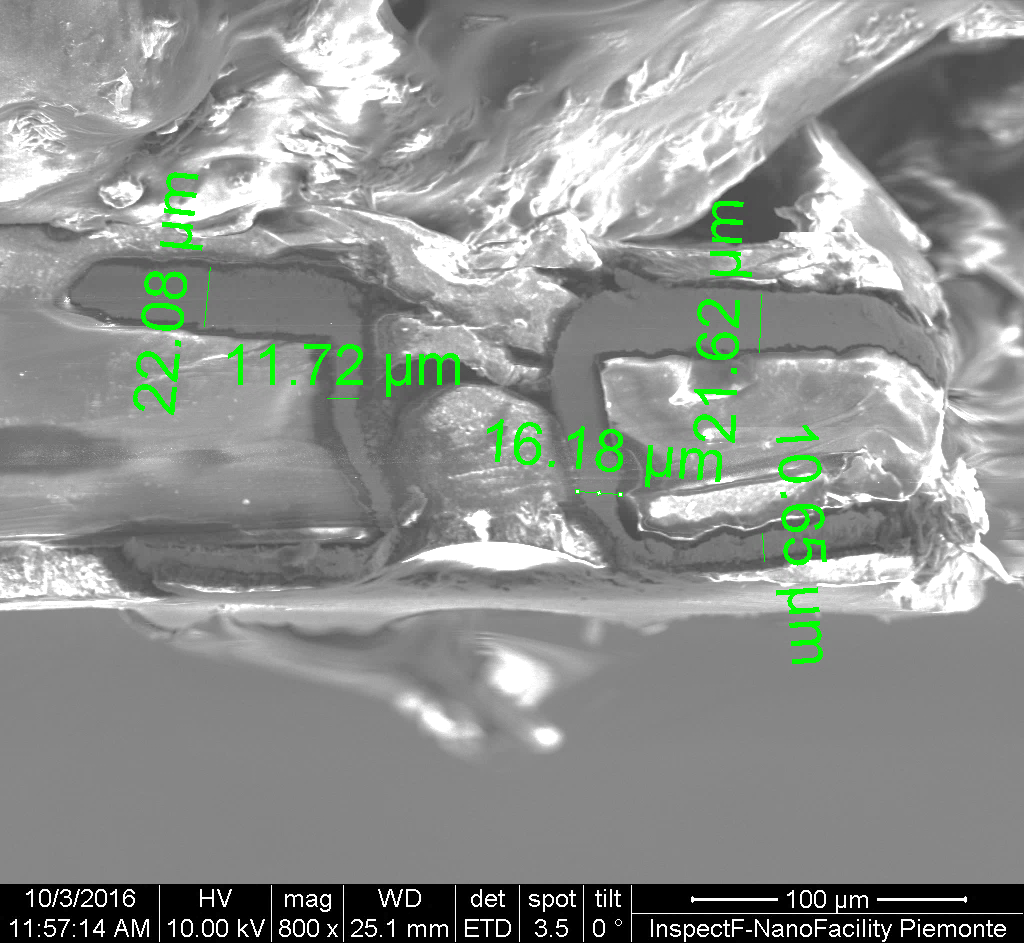 22.08 µm
11.72 µm
16.18 µm
21.62 µm
10.65 µm
10/3/2016 HV mag WD det spot tilt 100 µm
11:57:14 AM 10.00 kV 800 x 25.1 mm ETD 3.5 0 ° InspectF-NanoFacility Piemonte